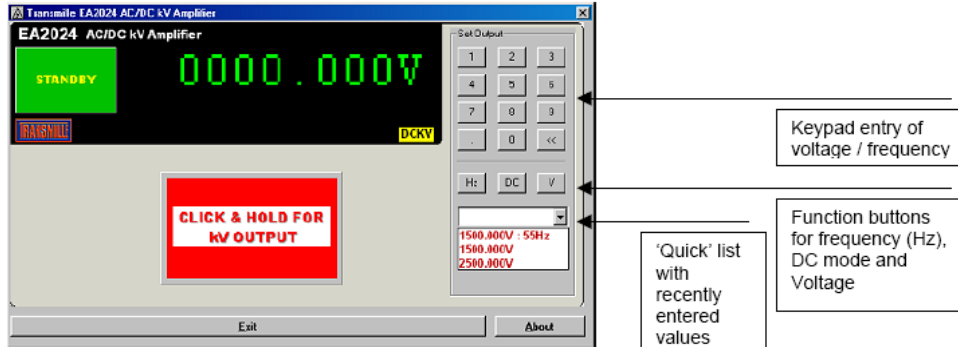 Transmille EA2024 AC/DC kV Amplifier
EA2024 AC/DC kV Amplifier
STANDBY
0000.000V
TRANSMILLE
DCKV
CLICK & HOLD FOR
kV OUTPUT
Set Output
1 2 3
4 5 6
7 8 9
. 0 <<
Hz DC V
1500.000V : 55Hz
1500.000V
2500.000V
Exit
About
Keypad entry of
voltage / frequency
Function buttons
for frequency (Hz),
DC mode and
Voltage
‘Quick’ list
with
recently
entered
values